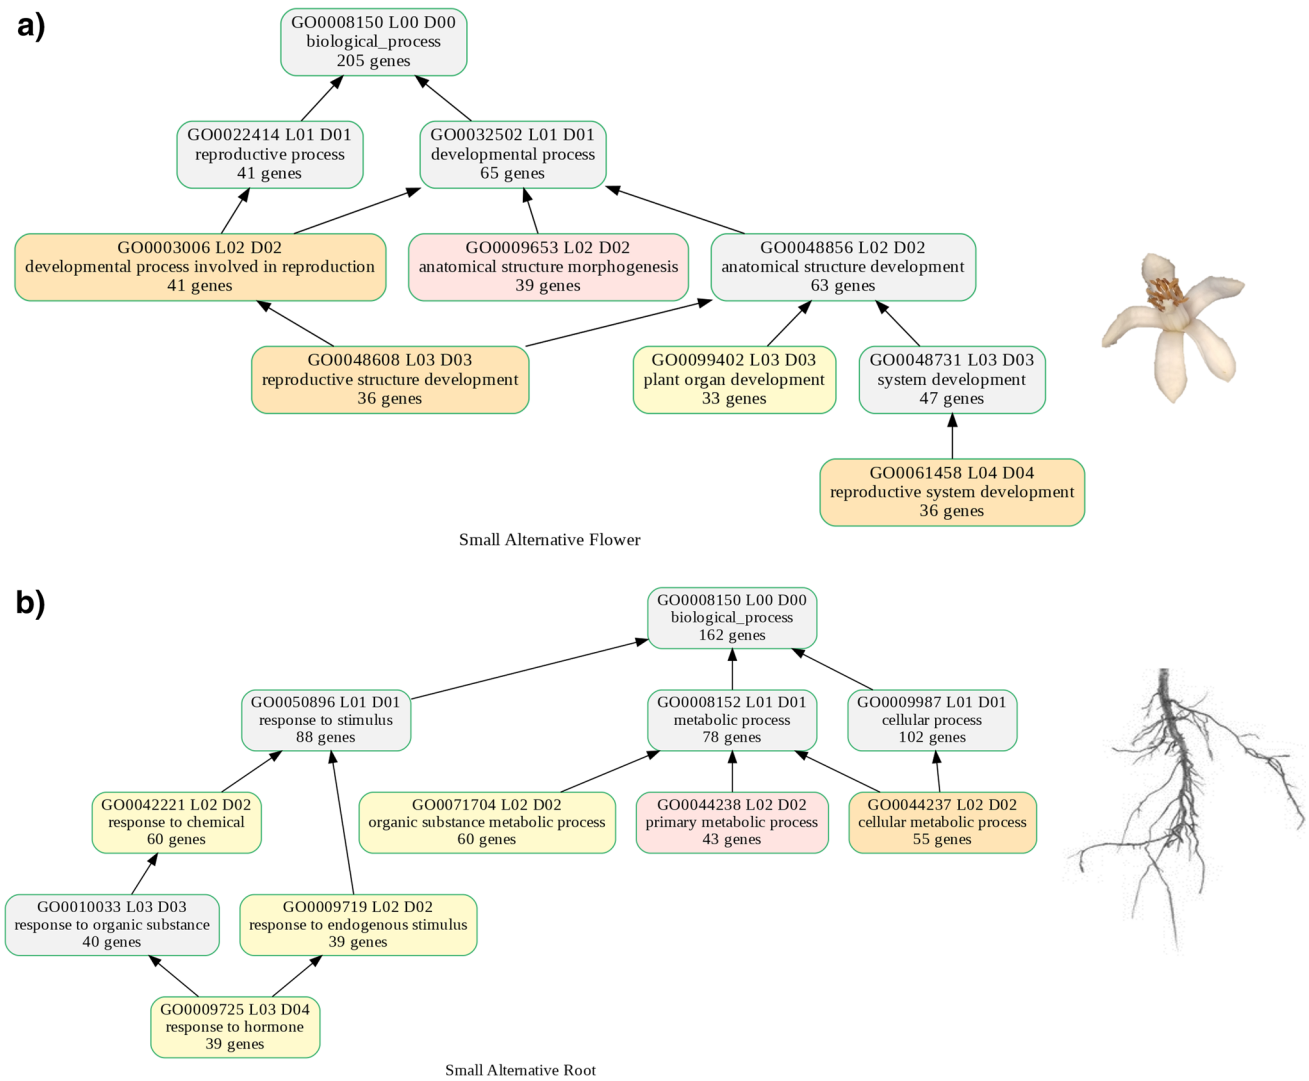 a)
GO0008150 L00 D00
biological_process
205 genes
GO0022414 L01 D01
reproductive process
41 genes
GO0032502 L01 D01
developmental process
65 genes
GO0003006 L02 D02
developmental process involved in reproduction
41 genes
GO0009653 L02 D02
anatomical structure morphogenesis
39 genes
GO0048856 L02 D02
anatomical structure development
63 genes
GO0048608 L03 D03
reproductive structure development
36 genes
GO0099402 L03 D03
plant organ development
33 genes
GO0048731 L03 D03
system development
47 genes
GO0061458 L04 D04
reproductive system development
36 genes
Small Alternative Flower
b)
GO0008150 L00 D00
biological_process
162 genes
GO0050896 L01 D01
response to stimulus
88 genes
GO0008152 L01 D01
metabolic process
78 genes
GO0009987 L01 D01
cellular process
102 genes
GO0042221 L02 D02
response to chemical
60 genes
GO0071704 L02 D02
organic substance metabolic process
60 genes
GO0044238 L02 D02
primary metabolic process
43 genes
GO0044237 L02 D02
cellular metabolic process
55 genes
GO0010033 L03 D03
response to organic substance
40 genes
GO0009719 L02 D02
response to endogenous stimulus
39 genes
GO0009725 L03 D04
response to hormone
39 genes
Small Alternative Root